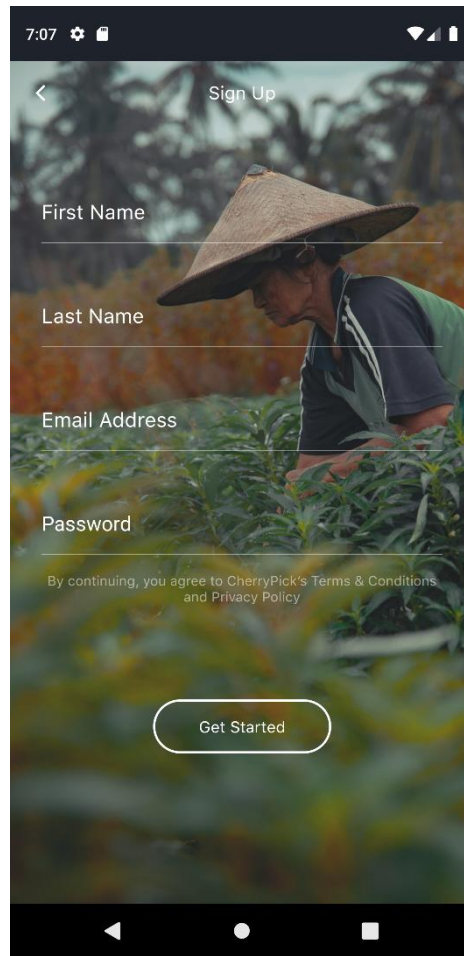 7:07
Sign Up
First Name
Last Name
Email Address
Password
By continuing, you agree to CherryPick's Terms & Conditions
and Privacy Policy
Get Started